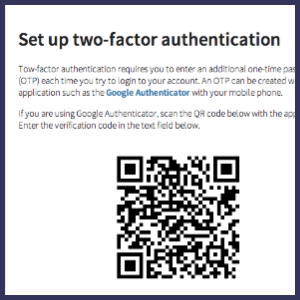 Set up two-factor authentication
Tow-factor authentication requires you to enter an additional one-time pas
(OTP) each time you try to login to your account. An OTP can be created w
application such as the Google Authenticator with your mobile phone.
If you are using Google Authenticator, scan the QR code below with the app
Enter the verification code in the text field below.